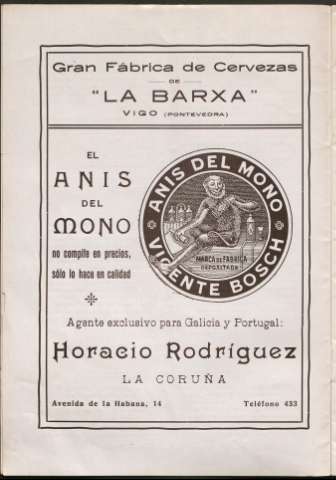 Gran Fábrica de Cervezas
DE
"LA BARXA"
VIGO (PONTEVEDRA)
EL
ANIS
DEL
MONO
no compite en precios,
sólo lo hace en calidad
ANIS DEL MONO
MARCA DE FABRICA
DEPOSITADA
VICENTE BOSCH
Agente exclusivo para Galicia y Portugal:
Horacio Rodríguez
LA CORUÑA
Avenida de la Habana, 14 Teléfono 433